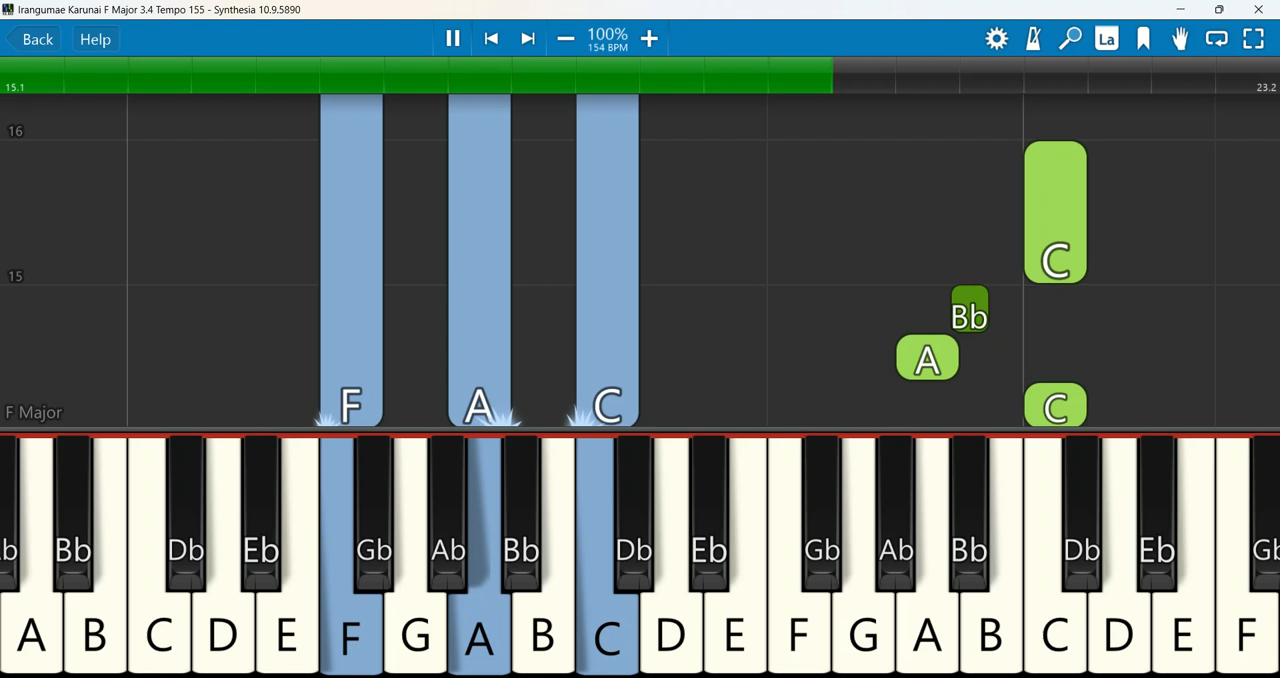 Irangumae Karunai F Major 3.4 Tempo 155 - Synthesia 10.9.5890
Back Help 100% La
154 BPM
15.1 23.2
16
C
15
Bb
A
F Major F A C C
Bb Db Eb Gb Ab Bb Db Eb Gb Ab Bb Db Eb
A B C D E F G A B C D E F G A B C D E F